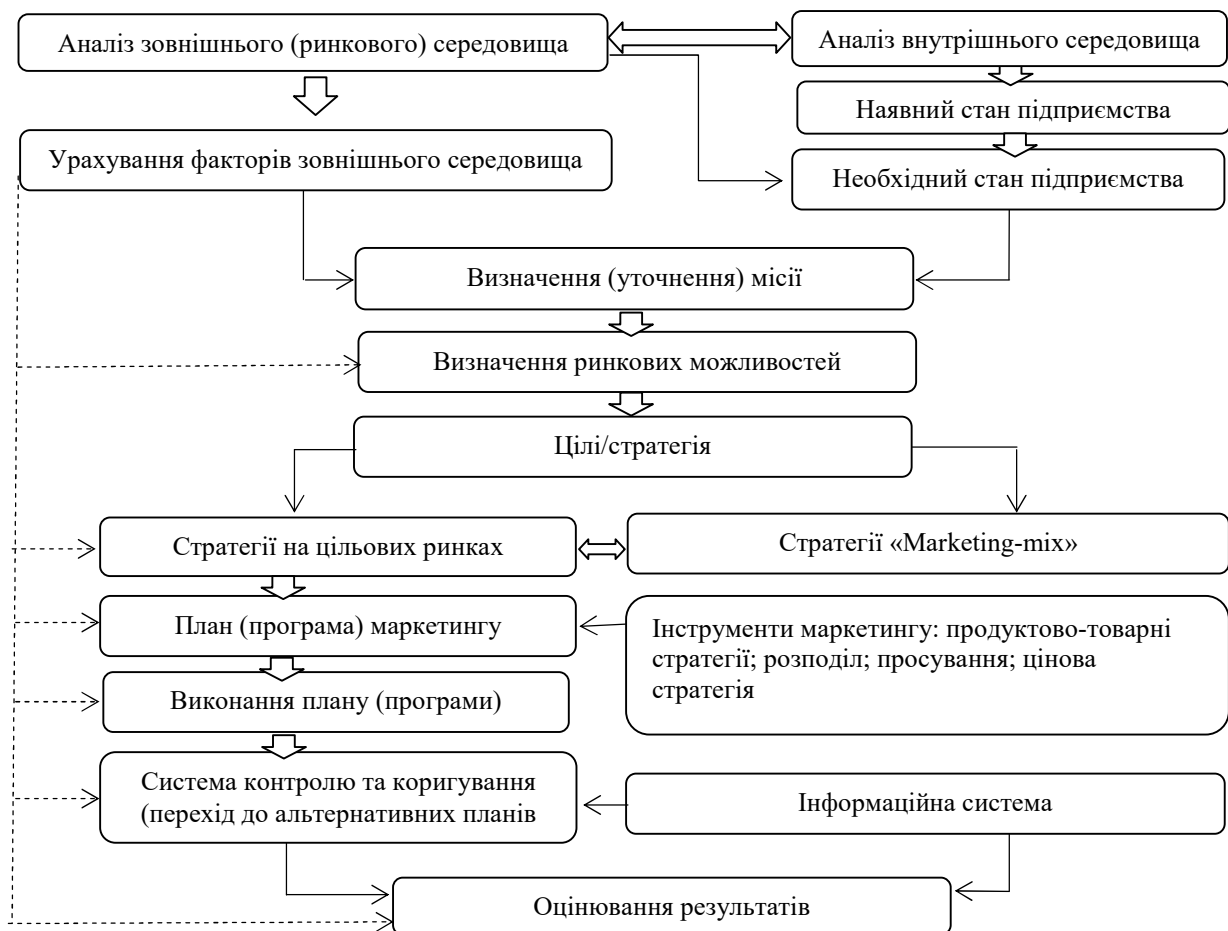 Аналіз зовнішнього (ринкового) середовища
Аналіз внутрішнього середовища
Наявний стан підприємства
Урахування факторів зовнішнього середовища
Необхідний стан підприємства
Визначення (уточнення) місії
Визначення ринкових можливостей
Цілі/стратегія
Стратегії на цільових ринках
Стратегії «Marketing-mix»
План (програма) маркетингу
Інструменти маркетингу: продуктово-товарні
стратегії; розподіл; просування; цінова
стратегія
Виконання плану (програми)
Система контролю та коригування
(перехід до альтернативних планів
Інформаційна система
Оцінювання результатів